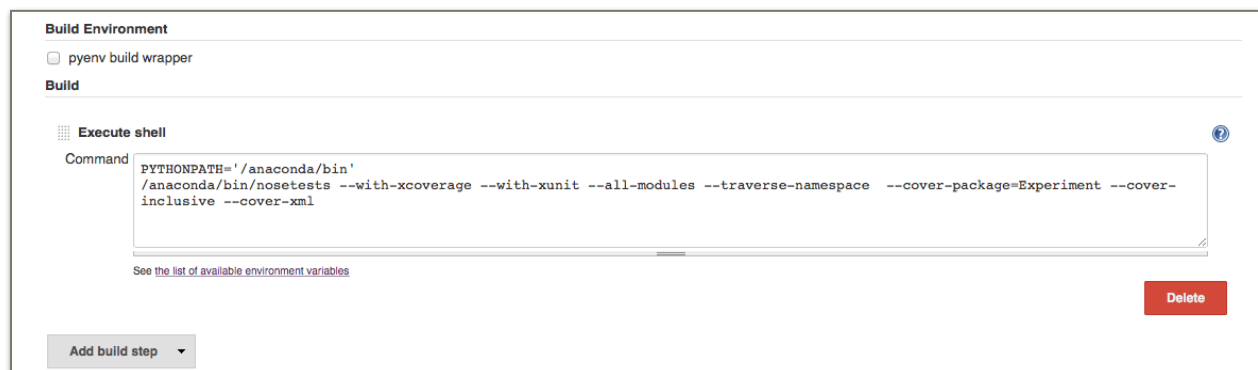 Build Environment
pyenv build wrapper
Build
Execute shell
Command
PYTHONPATH='/anaconda/bin'
/anaconda/bin/nosetests --with-xcoverage --with-xunit --all-modules --traverse-namespace  --cover-package=Experiment --cover-
inclusive --cover-xml
See the list of available environment variables
Delete
Add build step